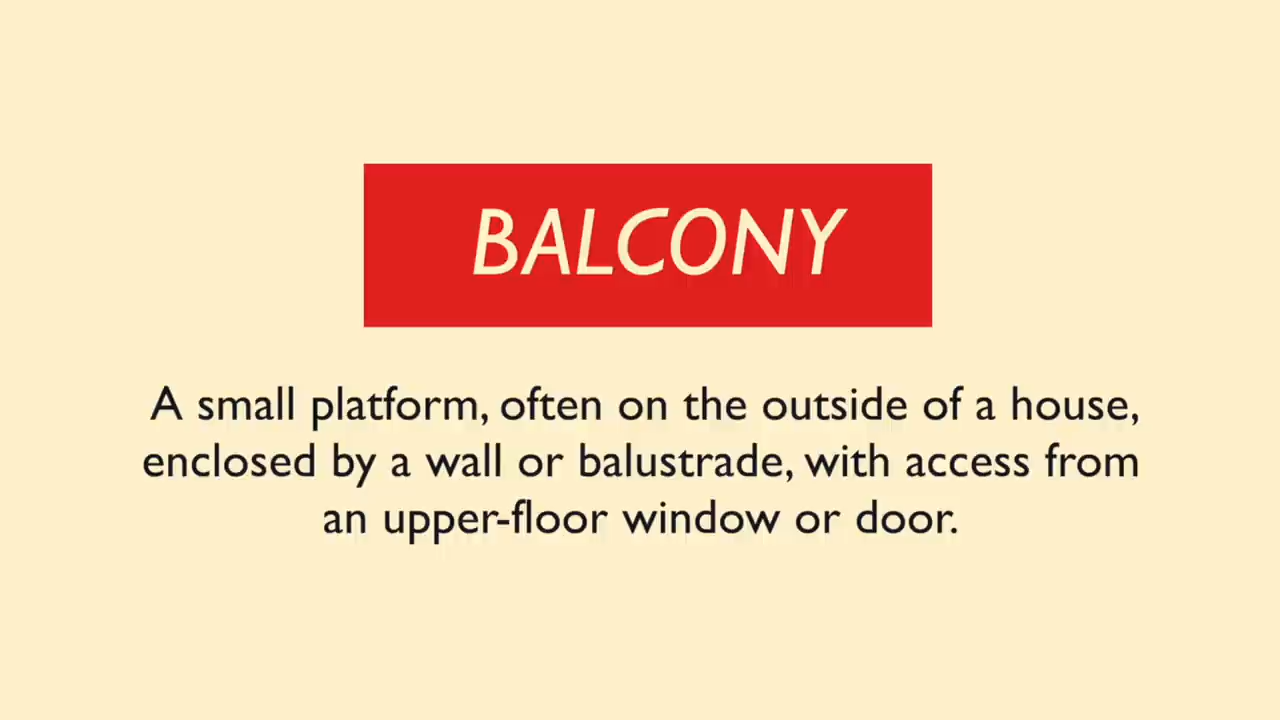 BALCONY
A small platform, often on the outside of a house,
enclosed by a wall or balustrade, with access from
an upper-floor window or door.